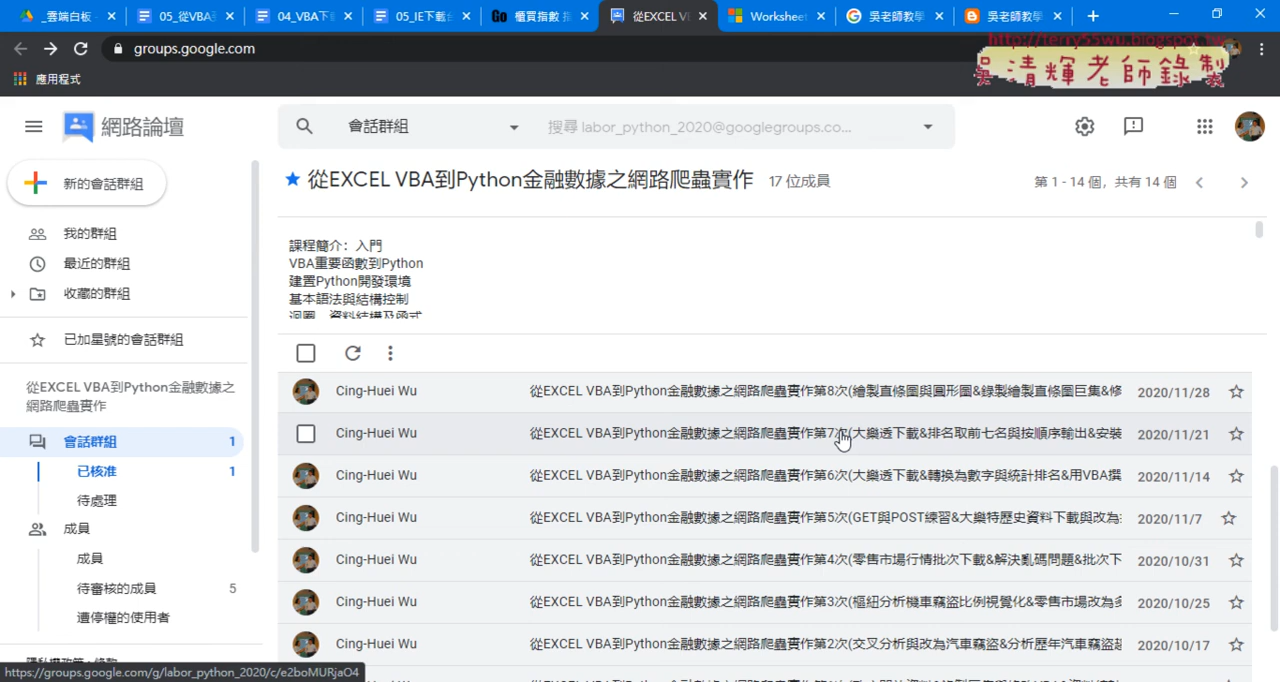 _雲端白板
05_從VBA
04_VBA下
05_IE下載
櫃買指數 推
從EXCEL V
Worksheet
吳老師教學
吳老師教學
http://terry55wu.blogspot.tw
吳清輝老師錄製
groups.google.com
應用程式
網路論壇
會話群組
搜尋 labor_python_2020@googlegroups.co...
新的會話群組
從EXCEL VBA到Python金融數據之網路爬蟲實作
17 位成員
第 1 - 14 個，共有 14 個
我的群組
最近的群組
收藏的群組
已加星號的會話群組
課程簡介：入門
VBA重要函數到Python
建置Python開發環境
基本語法與結構控制
迴圈、資料結構及函式
從EXCEL VBA到Python金融數據之
網路爬蟲實作
會話群組 1
已核准 1
待處理
成員
成員
待審核的成員 5
遭停權的使用者
Cing-Huei Wu 從EXCEL VBA到Python金融數據之網路爬蟲實作第8次(繪製直條圖與圓形圖&錄製繪製直條圖巨集&修 2020/11/28
Cing-Huei Wu 從EXCEL VBA到Python金融數據之網路爬蟲實作第7次(大樂透下載&排名取前七名與按順序輸出&安裝 2020/11/21
Cing-Huei Wu 從EXCEL VBA到Python金融數據之網路爬蟲實作第6次(大樂透下載&轉換為數字與統計排名&用VBA撰 2020/11/14
Cing-Huei Wu 從EXCEL VBA到Python金融數據之網路爬蟲實作第5次(GET與POST練習&大樂特歷史資料下載與改為 2020/11/7
Cing-Huei Wu 從EXCEL VBA到Python金融數據之網路爬蟲實作第4次(零售市場行情批次下載&解決亂碼問題&批次下 2020/10/31
Cing-Huei Wu 從EXCEL VBA到Python金融數據之網路爬蟲實作第3次(樞紐分析機車竊盜比例視覺化&零售市場改為多 2020/10/25
Cing-Huei Wu 從EXCEL VBA到Python金融數據之網路爬蟲實作第2次(交叉分析與改為汽車竊盜&分析歷年汽車竊盜 2020/10/17
https://groups.google.com/g/labor_python_2020/c/e2boMURjaO4